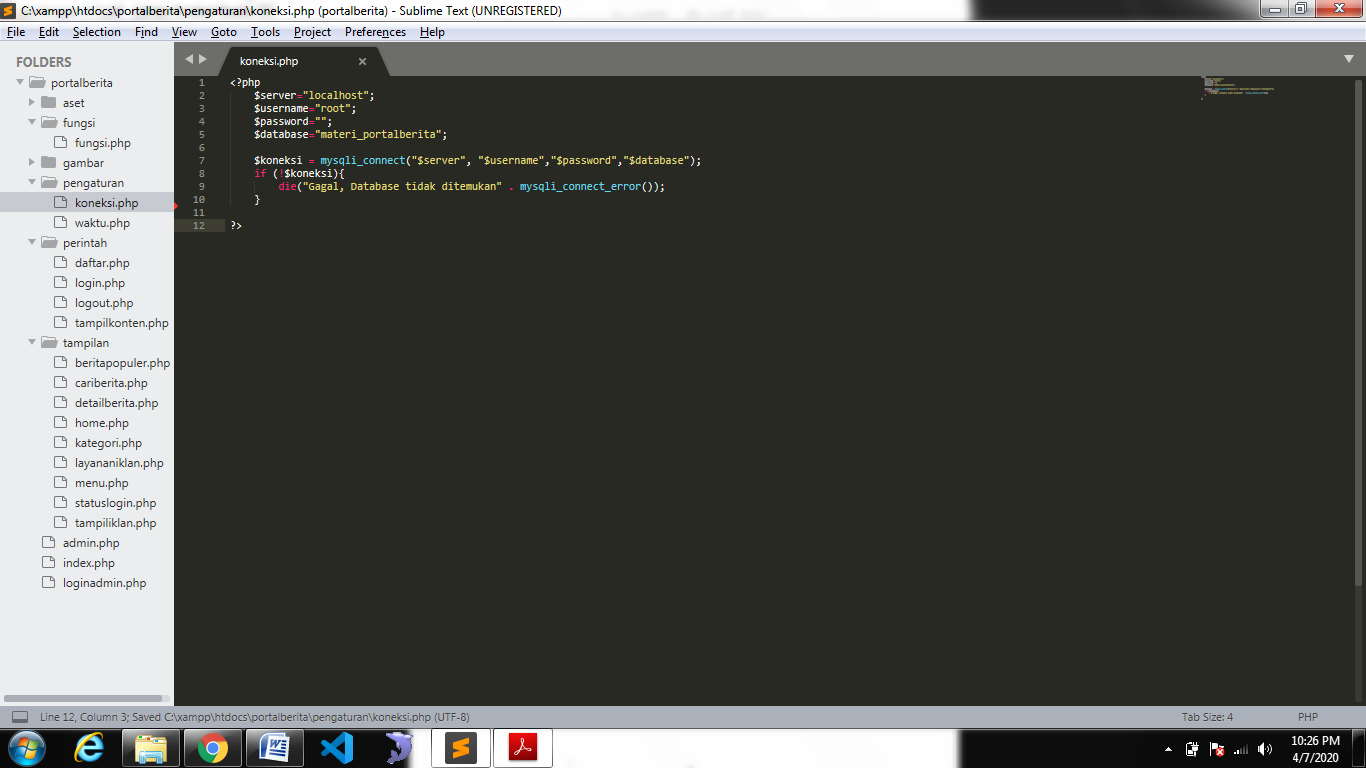 C:\xampp\htdocs\portalberita\pengaturan\koneksi.php (portalberita) - Sublime Text (UNREGISTERED)
File Edit Selection Find View Goto Tools Project Preferences Help
FOLDERS
portalberita
aset
fungsi
fungsi.php
gambar
pengaturan
koneksi.php
waktu.php
perintah
daftar.php
login.php
logout.php
tampilkonten.php
tampilan
beritapopuler.php
cariberita.php
detailberita.php
home.php
kategori.php
layananiklan.php
menu.php
statuslogin.php
tampiliklan.php
admin.php
index.php
loginadmin.php
koneksi.php
1 <?php
2 $server="localhost";
3 $username="root";
4 $password="";
5 $database="materi_portalberita";
6
7 $koneksi = mysqli_connect("$server", "$username","$password","$database");
8 if (!$koneksi){
9 die("Gagal, Database tidak ditemukan" . mysqli_connect_error());
10 }
11
12 ?>
Line 12, Column 3; Saved C:\xampp\htdocs\portalberita\pengaturan\koneksi.php (UTF-8) Tab Size: 4 PHP
10:26 PM
4/7/2020